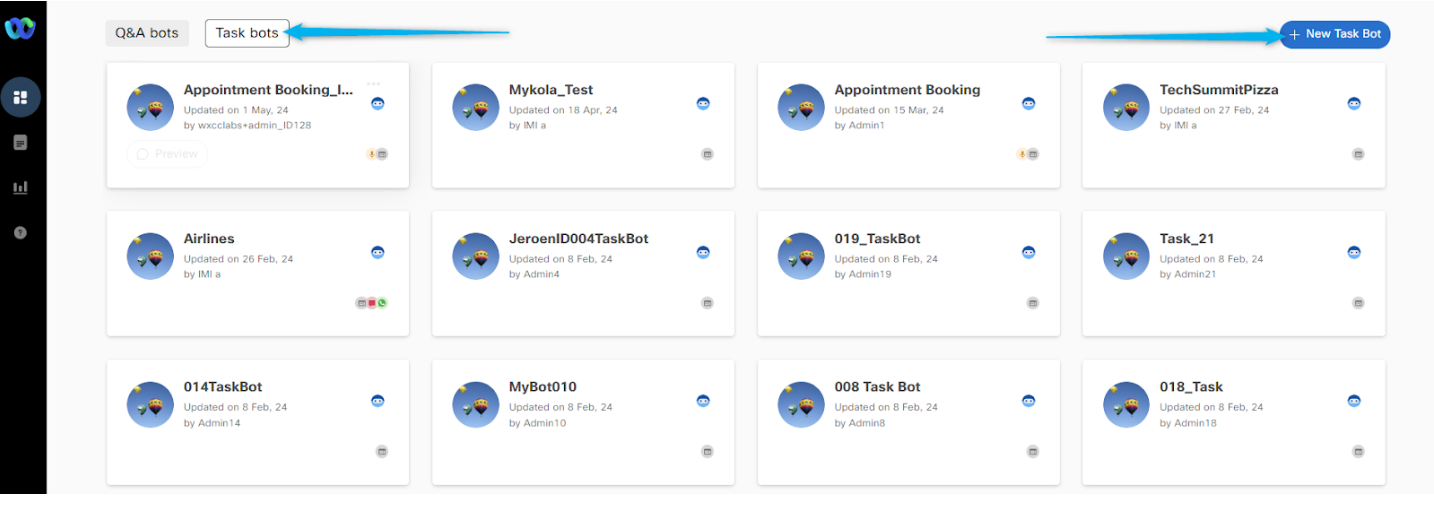 Q&A bots
Task bots
+ New Task Bot
Appointment Booking_I...
Updated on 1 May, 24
by wxcclabs+admin_ID128
Preview
Mykola_Test
Updated on 18 Apr, 24
by IMI a
Appointment Booking
Updated on 15 Mar, 24
by Admin1
TechSummitPizza
Updated on 27 Feb, 24
by IMI a
Airlines
Updated on 26 Feb, 24
by IMI a
JeroenID004TaskBot
Updated on 8 Feb, 24
by Admin4
019_TaskBot
Updated on 8 Feb, 24
by Admin19
Task_21
Updated on 8 Feb, 24
by Admin21
014TaskBot
Updated on 8 Feb, 24
by Admin14
MyBot010
Updated on 8 Feb, 24
by Admin10
008 Task Bot
Updated on 8 Feb, 24
by Admin8
018_Task
Updated on 8 Feb, 24
by Admin18